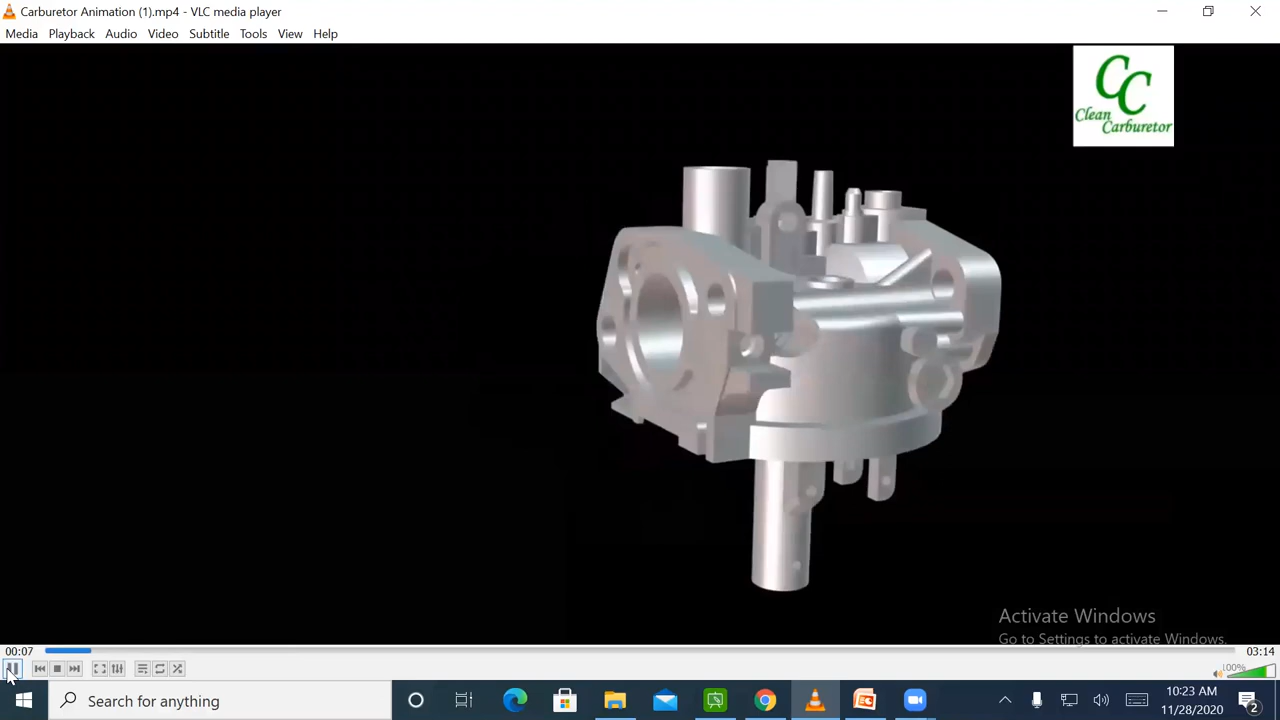 Carburetor Animation (1).mp4 - VLC media player
Media Playback Audio Video Subtitle Tools View Help
CC
Clean
Carburetor
Activate Windows
Go to Settings to activate Windows.
00:07
03:14
100%
Search for anything
10:23 AM
11/28/2020
2